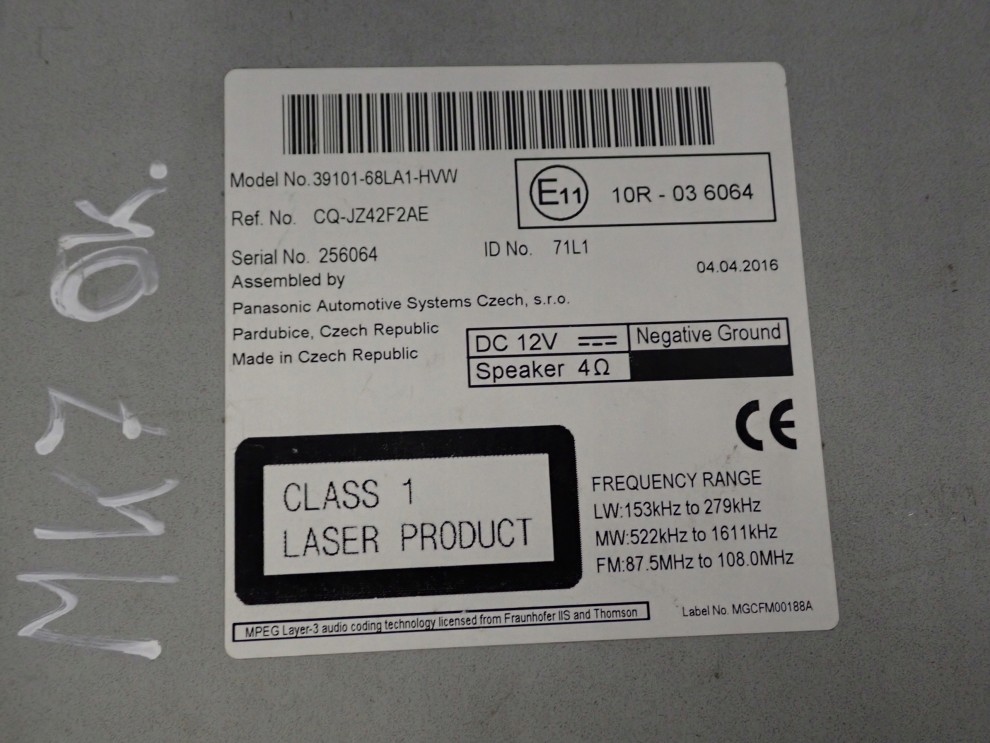 Model No. 39101-68LA1-HVW
E11 10R - 03 6064
Ref. No. CQ-JZ42F2AE
Serial No. 256064
ID No. 71L1
04.04.2016
Assembled by
Panasonic Automotive Systems Czech, s.r.o.
Pardubice, Czech Republic
Made in Czech Republic
DC 12V
Negative Ground
Speaker 4Ω
CE
CLASS 1
LASER PRODUCT
FREQUENCY RANGE
LW:153kHz to 279kHz
MW:522kHz to 1611kHz
FM:87.5MHz to 108.0MHz
MPEG Layer-3 audio coding technology licensed from Fraunhofer IIS and Thomson
Label No. MGCFM00188A
MK7 OK.